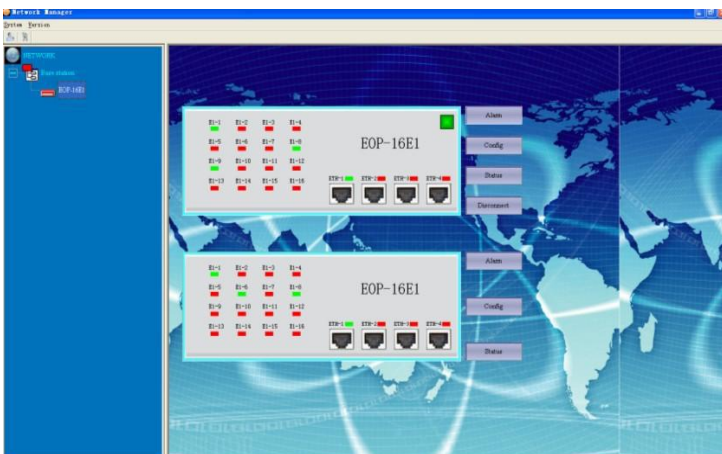 Network Manager
System Version
NETWORK
Base station
EOP-16E1
E1-1 E1-2 E1-3 E1-4
E1-5 E1-6 E1-7 E1-8
E1-9 E1-10 E1-11 E1-12
E1-13 E1-14 E1-15 E1-16
EOP-16E1
ETH-1 ETH-2 ETH-3 ETH-4
Alarm
Config
Status
Disconnect
E1-1 E1-2 E1-3 E1-4
E1-5 E1-6 E1-7 E1-8
E1-9 E1-10 E1-11 E1-12
E1-13 E1-14 E1-15 E1-16
EOP-16E1
ETH-1 ETH-2 ETH-3 ETH-4
Alarm
Config
Status